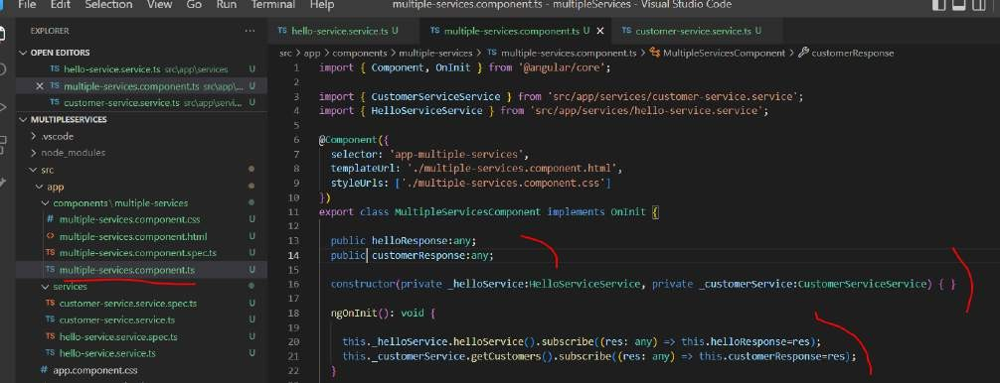 File Edit Selection View Go Run Terminal Help
multiple-services.component.ts - multipleServices - Visual Studio Code
EXPLORER ...
OPEN EDITORS
TS hello-service.service.ts src\app\services U
X TS multiple-services.component.ts src\app\... U
TS customer-service.service.ts src\app\servi... U
MULTIPLESERVICES
> .vscode
> node_modules
src
app
components \ multiple-services
# multiple-services.component.css U
<> multiple-services.component.html U
TS multiple-services.component.spec.ts U
TS multiple-services.component.ts U
services
TS customer-service.service.spec.ts U
TS customer-service.service.ts U
TS hello-service.service.spec.ts U
TS hello-service.service.ts U
# app.component.css U
TS hello-service.service.ts U
TS multiple-services.component.ts U X
TS customer-service.service.ts U
src > app > components > multiple-services > TS multiple-services.component.ts > MultipleServicesComponent > customerResponse
1 import { Component, OnInit } from '@angular/core';
2
3 import { CustomerServiceService } from 'src/app/services/customer-service.service';
4 import { HelloServiceService } from 'src/app/services/hello-service.service';
5
6 @Component({
7 selector: 'app-multiple-services',
8 templateUrl: './multiple-services.component.html',
9 styleUrls: ['./multiple-services.component.css']
10 })
11 export class MultipleServicesComponent implements OnInit {
12
13 public helloResponse:any;
14 public customerResponse:any;
15
16 constructor(private _helloService:HelloServiceService, private _customerService:CustomerServiceService) { }
17
18 ngOnInit(): void {
19
20 this._helloService.helloService().subscribe((res: any) => this.helloResponse=res);
21 this._customerService.getCustomers().subscribe((res: any) => this.customerResponse=res);
22 }